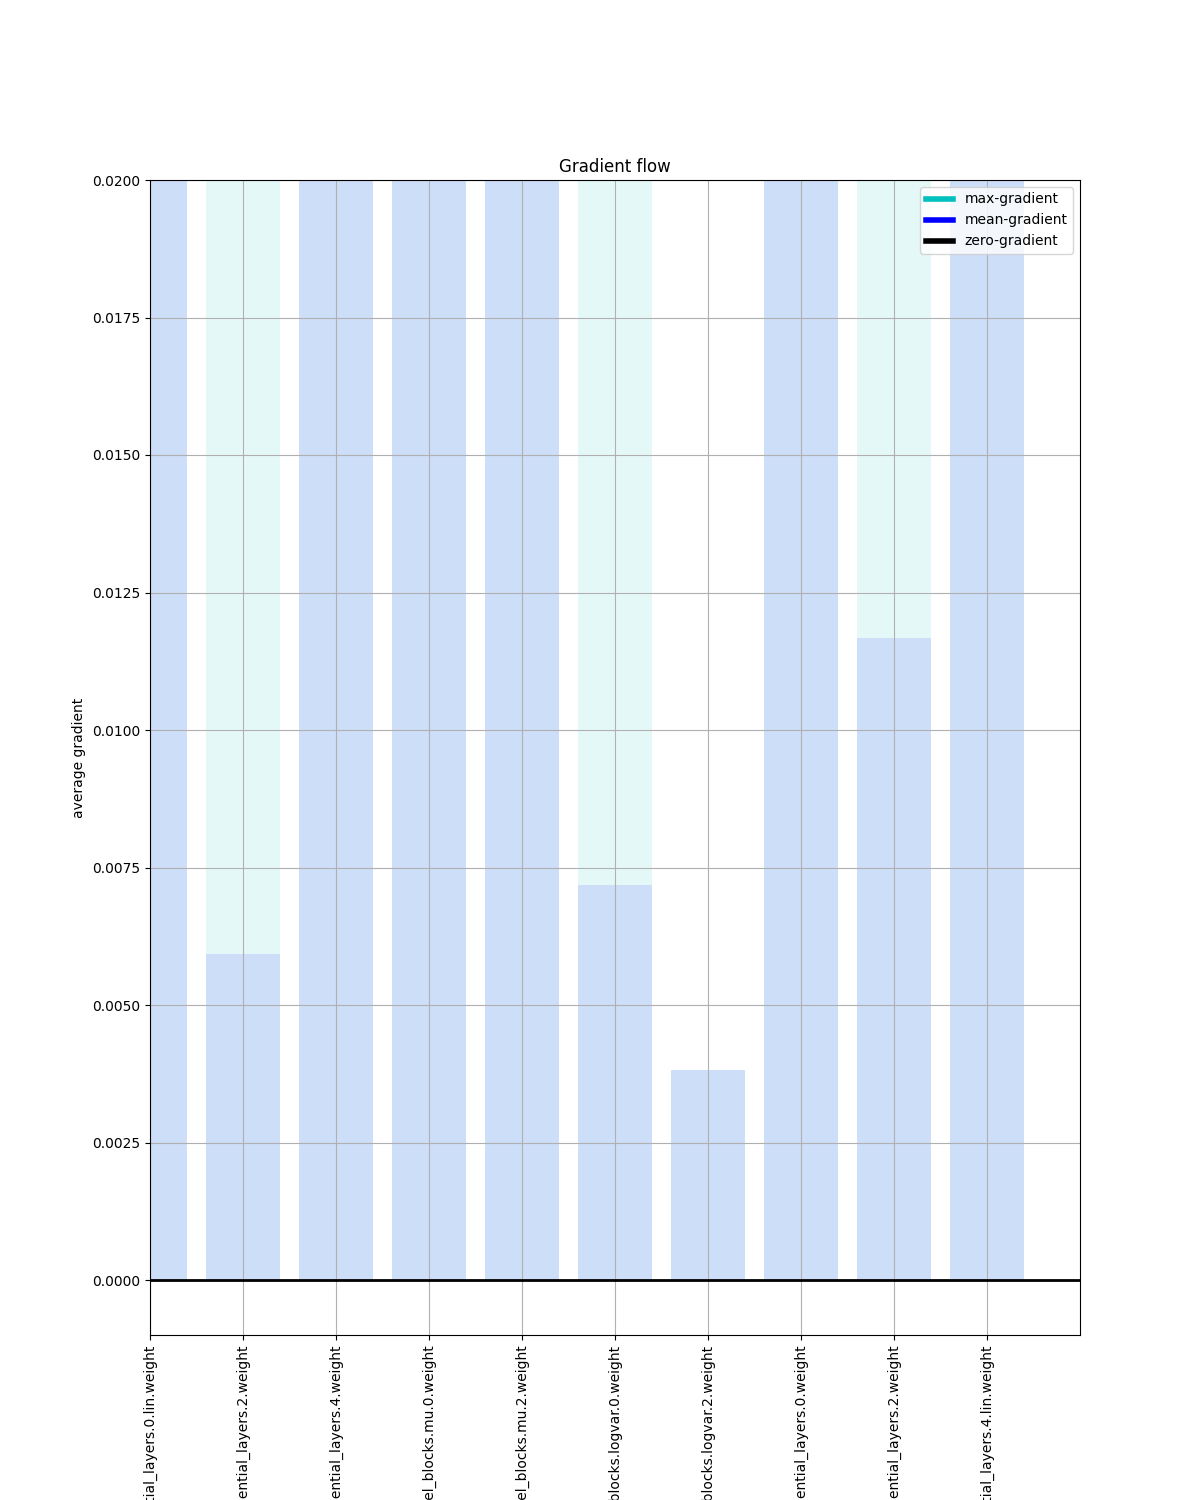 Gradient flow
max-gradient
mean-gradient
zero-gradient
0.0200
0.0175
0.0150
0.0125
0.0100
0.0075
0.0050
0.0025
0.0000
average gradient
tial_layers.0.lin.weight
ential_layers.2.weight
ential_layers.4.weight
el_blocks.mu.0.weight
el_blocks.mu.2.weight
blocks.logvar.0.weight
blocks.logvar.2.weight
ential_layers.0.weight
ential_layers.2.weight
tial_layers.4.lin.weight